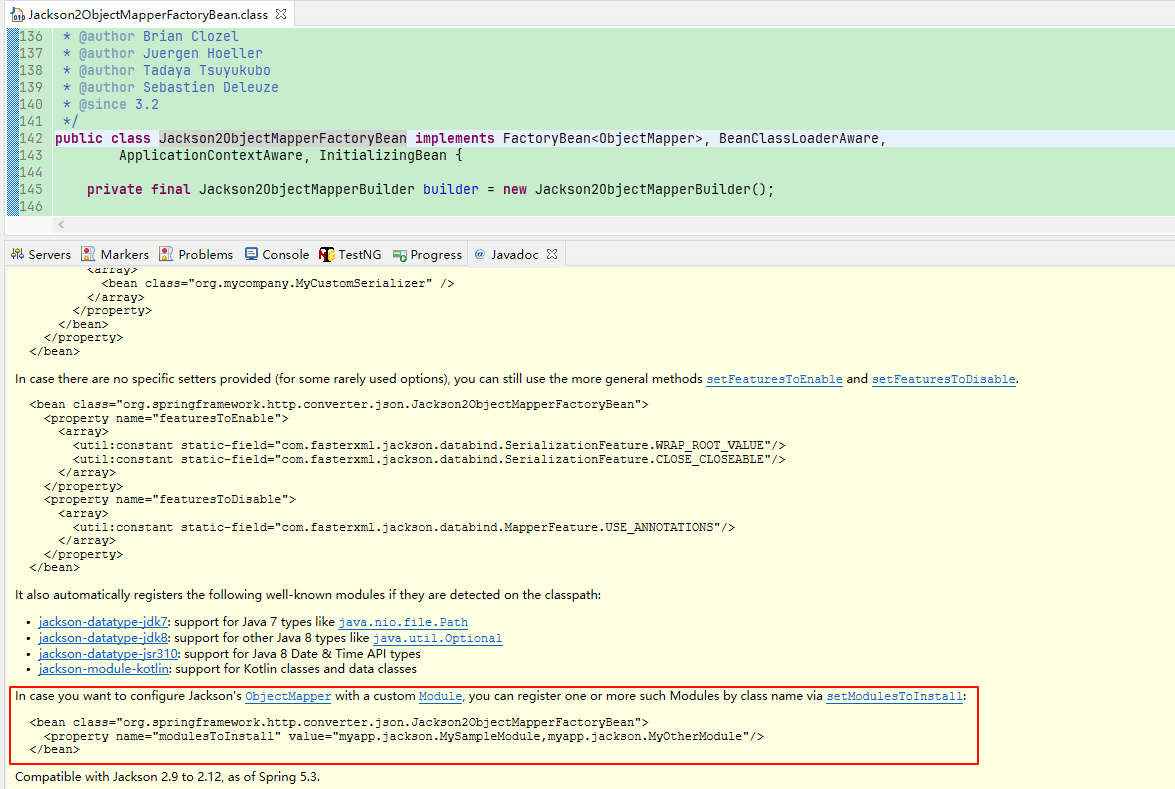 Jackson2ObjectMapperFactoryBean.class
136 * @author Brian Clozel
137 * @author Juergen Hoeller
138 * @author Tadaya Tsuyukubo
139 * @author Sebastien Deleuze
140 * @since 3.2
141 */
142 public class Jackson2ObjectMapperFactoryBean implements FactoryBean<ObjectMapper>, BeanClassLoaderAware,
143 ApplicationContextAware, InitializingBean {
144
145 private final Jackson2ObjectMapperBuilder builder = new Jackson2ObjectMapperBuilder();
146
Servers Markers Problems Console TestNG Progress @ Javadoc
<array>
<bean class="org.mycompany.MyCustomSerializer" />
</array>
</property>
</bean>
</property>
</bean>
In case there are no specific setters provided (for some rarely used options), you can still use the more general methods setFeaturesToEnable and setFeaturesToDisable.
<bean class="org.springframework.http.converter.json.Jackson2ObjectMapperFactoryBean">
<property name="featuresToEnable">
<array>
<util:constant static-field="com.fasterxml.jackson.databind.SerializationFeature.WRAP_ROOT_VALUE"/>
<util:constant static-field="com.fasterxml.jackson.databind.SerializationFeature.CLOSE_CLOSEABLE"/>
</array>
</property>
<property name="featuresToDisable">
<array>
<util:constant static-field="com.fasterxml.jackson.databind.MapperFeature.USE_ANNOTATIONS"/>
</array>
</property>
</bean>
It also automatically registers the following well-known modules if they are detected on the classpath:
• jackson-datatype-jdk7: support for Java 7 types like java.nio.file.Path
• jackson-datatype-jdk8: support for other Java 8 types like java.util.Optional
• jackson-datatype-jsr310: support for Java 8 Date & Time API types
• jackson-module-kotlin: support for Kotlin classes and data classes
In case you want to configure Jackson's ObjectMapper with a custom Module, you can register one or more such Modules by class name via setModulesToInstall:
<bean class="org.springframework.http.converter.json.Jackson2ObjectMapperFactoryBean">
<property name="modulesToInstall" value="myapp.jackson.MySampleModule,myapp.jackson.MyOtherModule"/>
</bean>
Compatible with Jackson 2.9 to 2.12, as of Spring 5.3.